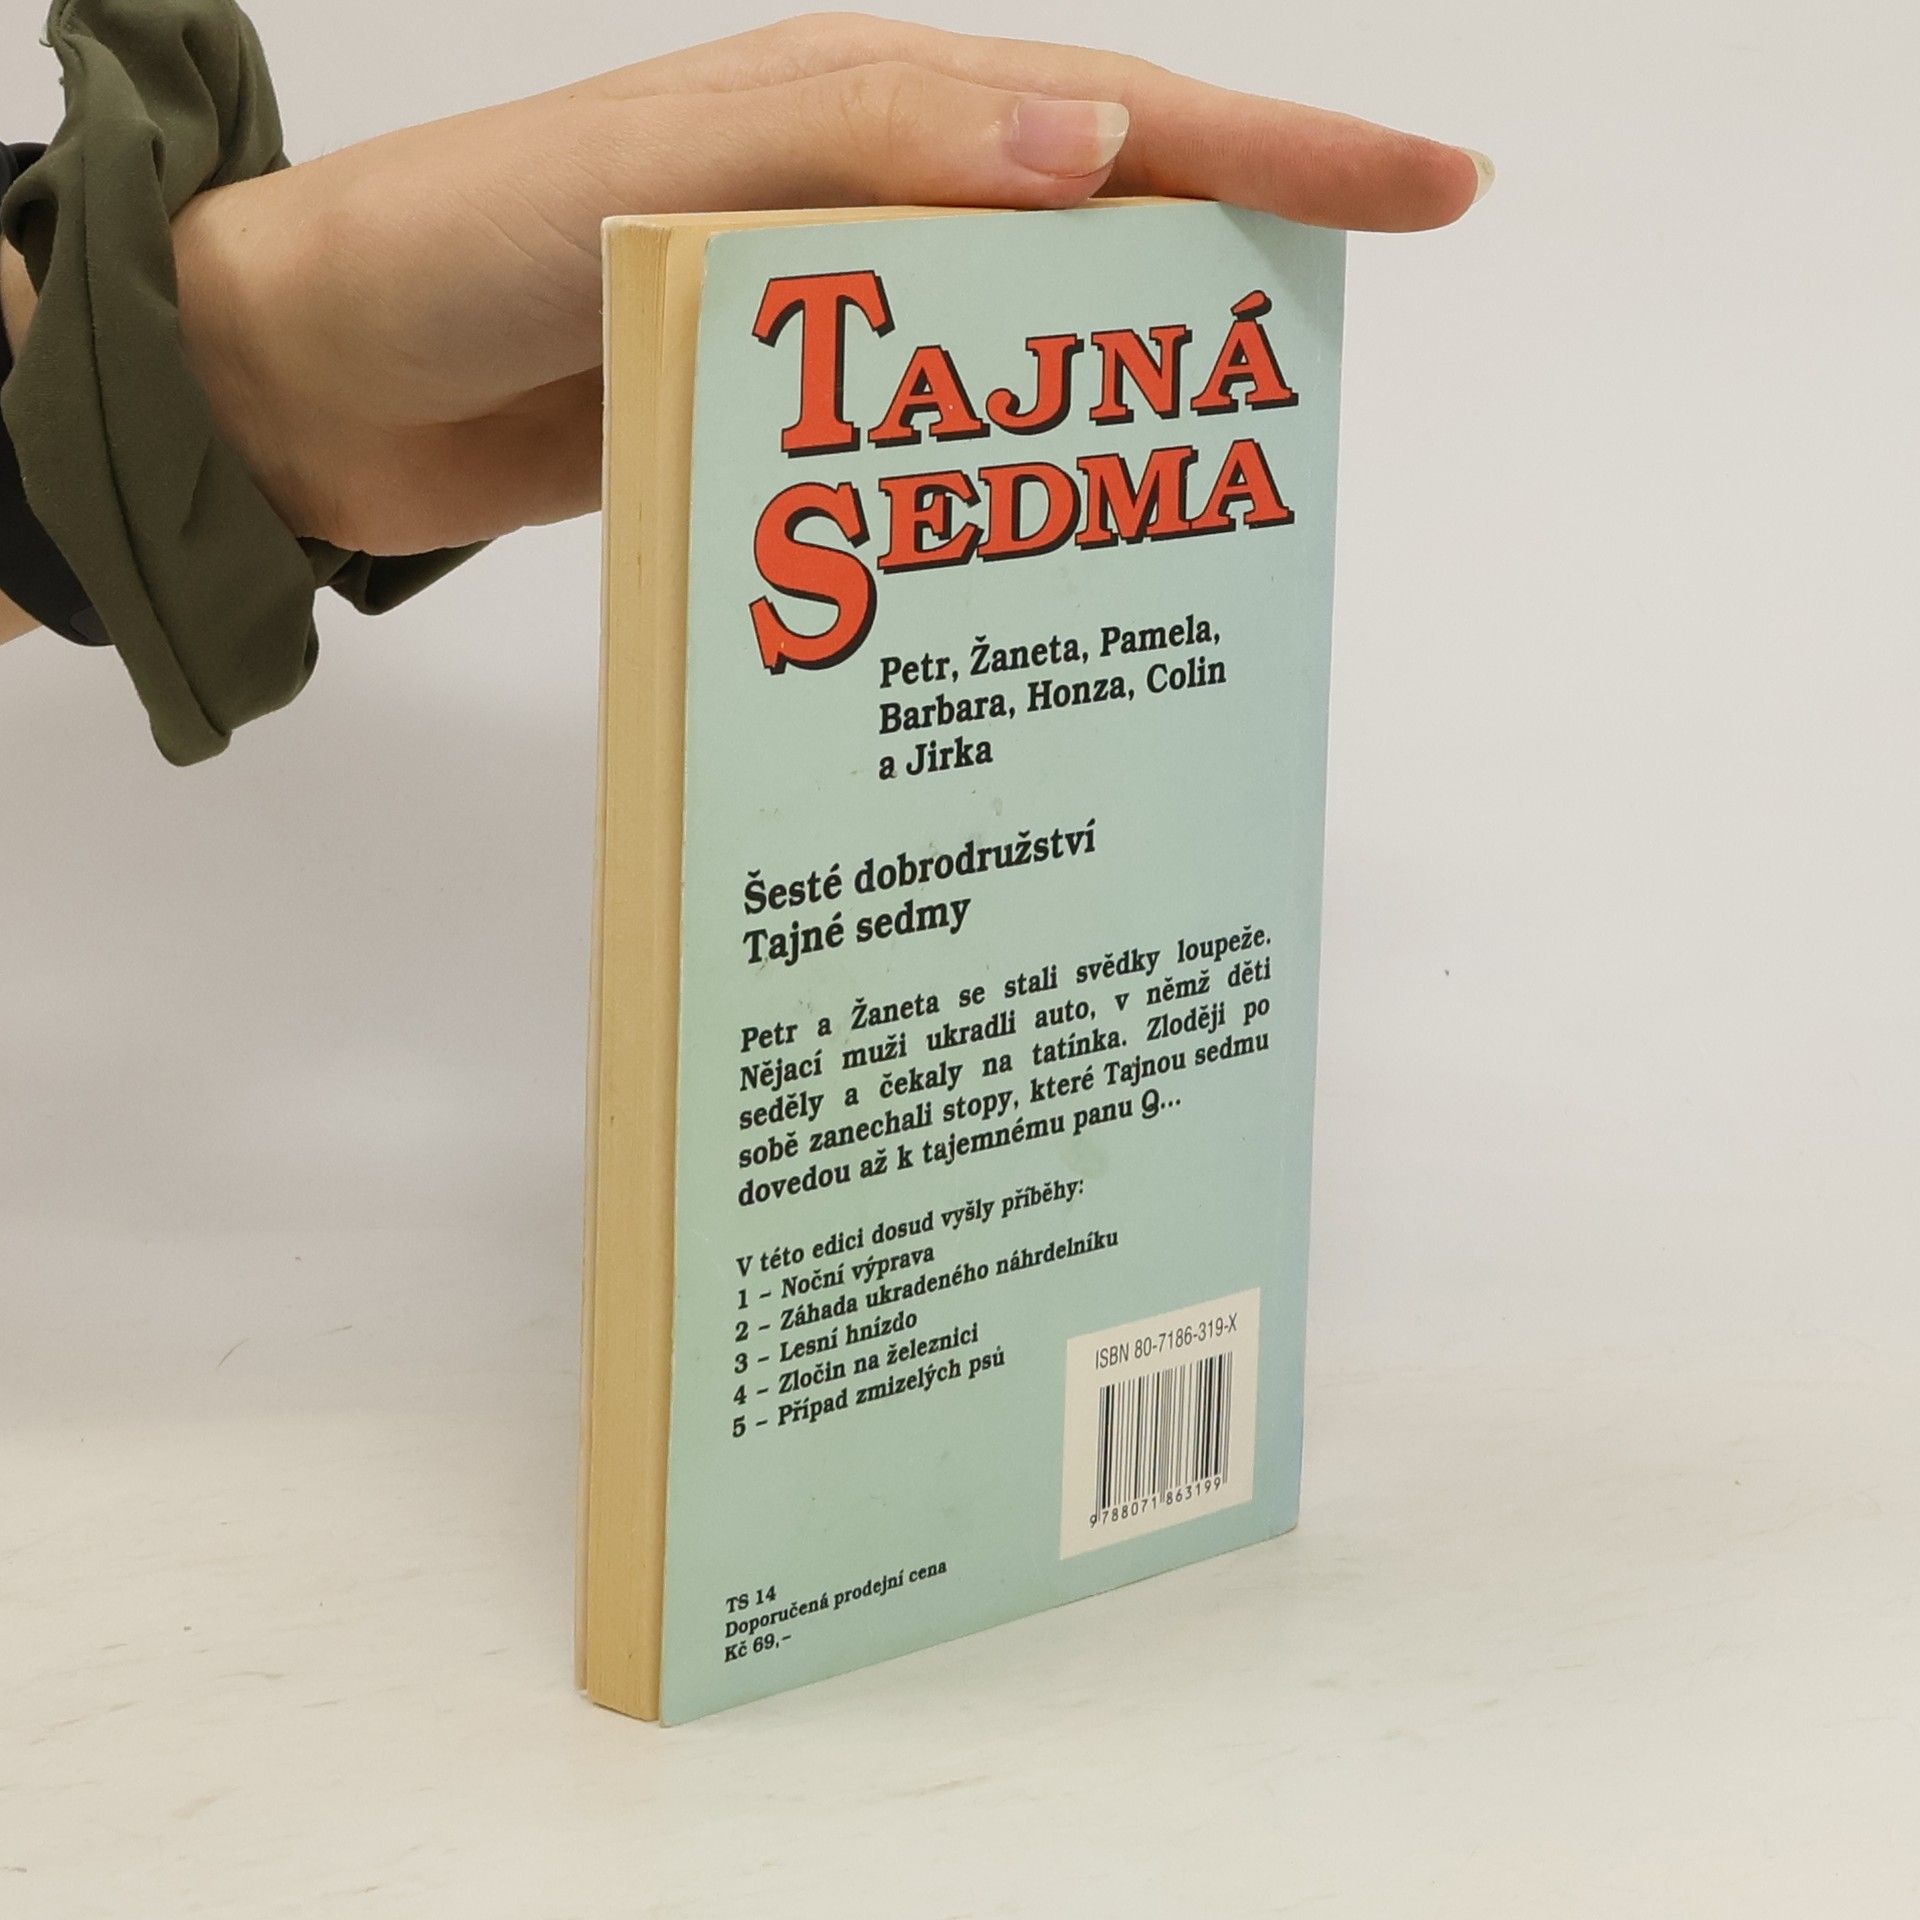 TAJNÁ
SEDMA
Petr, Žaneta, Pamela,
Barbara, Honza, Colin
a Jirka
Šesté dobrodružství
Tajné sedmy
Petr a Žaneta se stali svědky loupeže.
Nějací muži ukradli auto, v němž děti
seděly a čekaly na tatínka. Zloději po
sobě zanechali stopy, které Tajnou sedmu
dovedou až k tajemnému panu Q...
V této edici dosud vyšly příběhy:
1 – Noční výprava
2 – Záhada ukradeného náhrdelníku
3 – Lesní hnízdo
4 – Zločin na železnici
5 – Případ zmizelých psů
ISBN 80-7186-319-X
9788071863199
TS 14
Doporučená prodejní cena
Kč 69,–